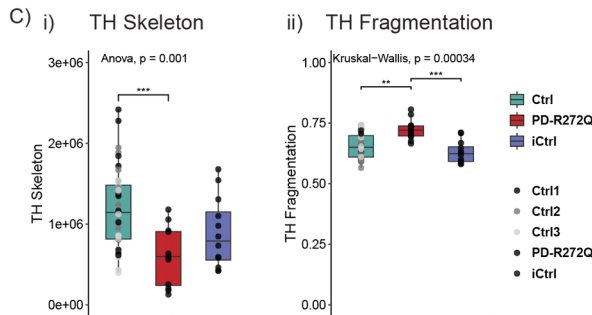 C) i) TH Skeleton
Anova, p = 0.001
***
3e+06
2e+06
1e+06
0e+00
TH Skeleton
ii) TH Fragmentation
Kruskal-Wallis, p = 0.00034
** ***
1.00
0.75
0.50
0.25
0.00
TH Fragmentation
Ctrl
PD-R272Q
iCtrl
Ctrl1
Ctrl2
Ctrl3
PD-R272Q
iCtrl